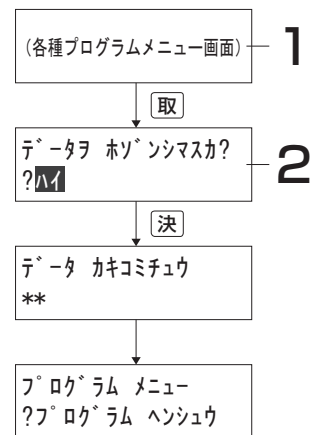 (各種プログラムメニュー画面)
1
取
ﾃﾞｰﾀｦ ﾎｿﾞﾝｼﾏｽｶ?
?ﾊｲ
2
決
ﾃﾞｰﾀ ｶｷｺﾐﾁｭｳ
**
ﾌﾟﾛｸﾞﾗﾑ ﾒﾆｭｰ
?ﾌﾟﾛｸﾞﾗﾑ ﾍﾝｼｭｳ